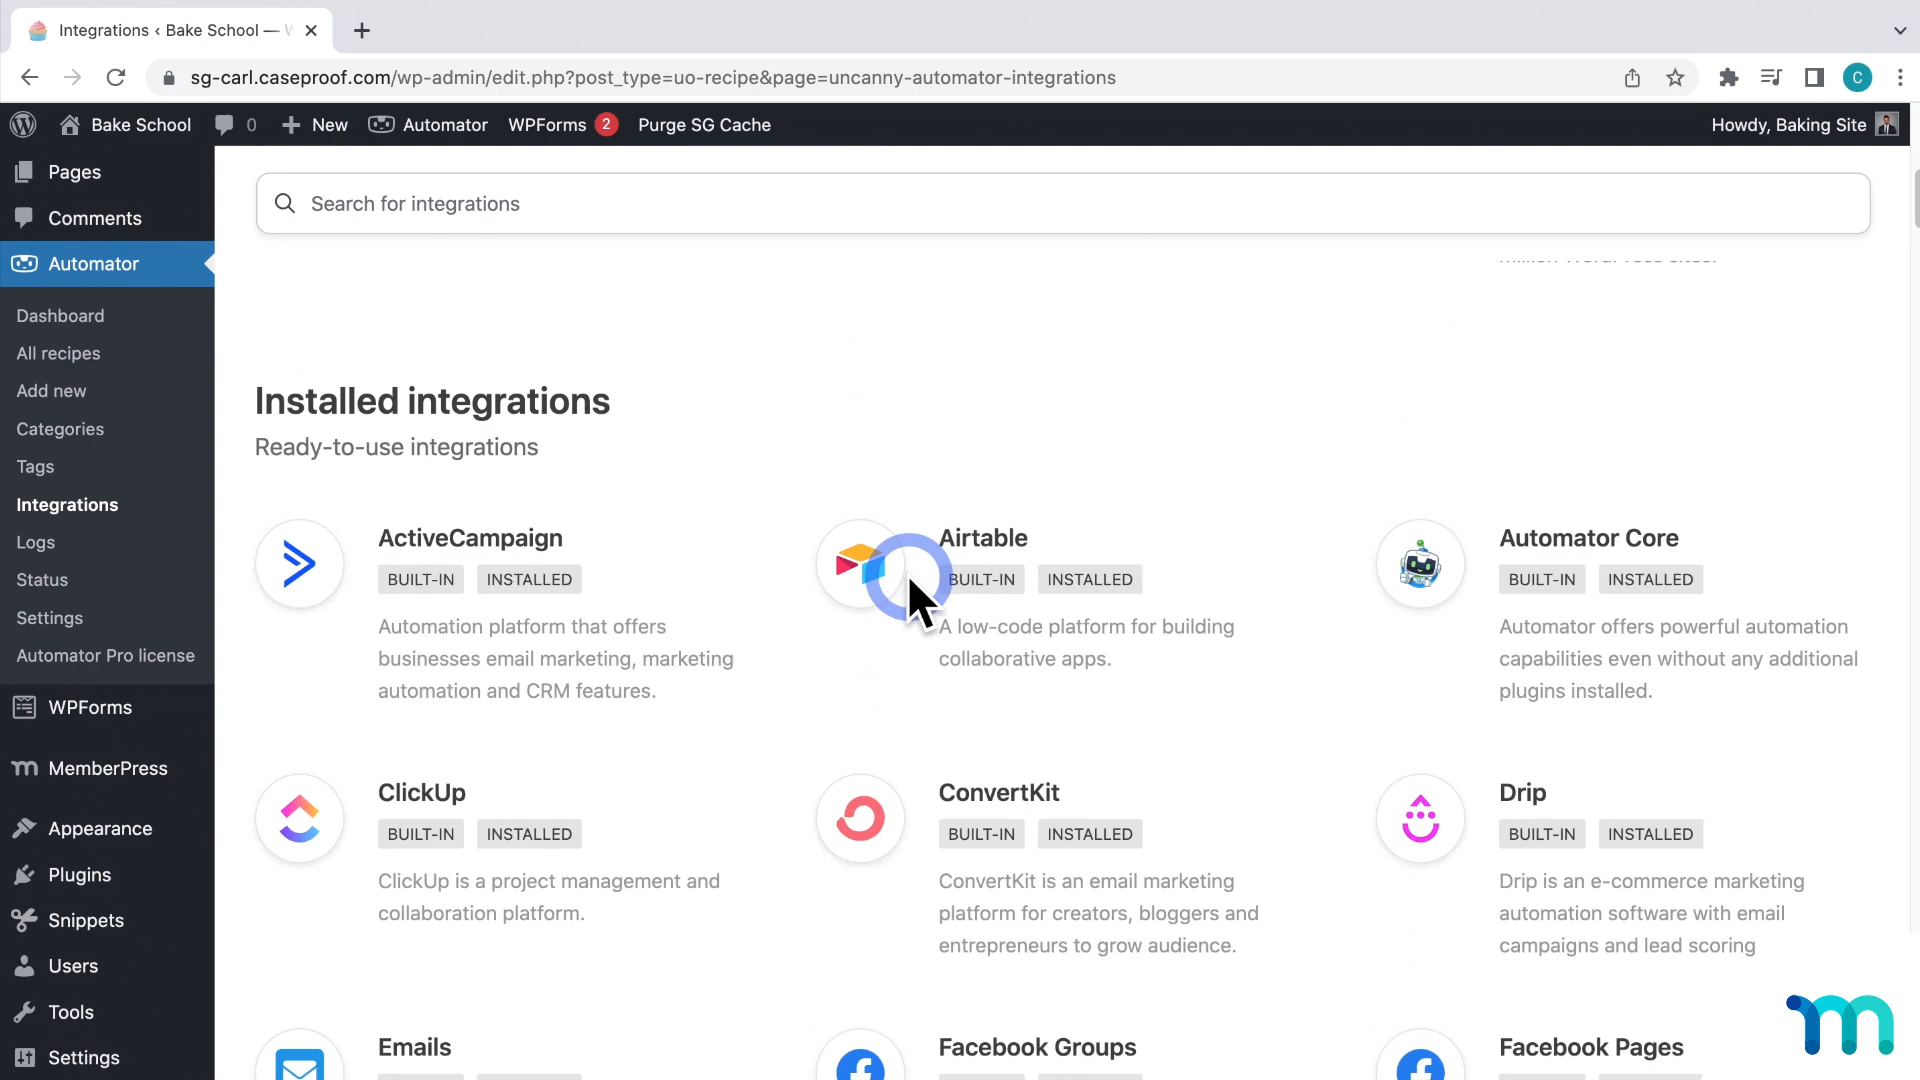 Integrations ‹ Bake School —
sg-carl.caseproof.com/wp-admin/edit.php?post_type=uo-recipe&page=uncanny-automator-integrations
C
Bake School 0 New Automator WPForms 2 Purge SG Cache Howdy, Baking Site
Pages
Comments
Automator
Dashboard
All recipes
Add new
Categories
Tags
Integrations
Logs
Status
Settings
Automator Pro license
WPForms
MemberPress
Appearance
Plugins
Snippets
Users
Tools
Settings
Search for integrations
Installed integrations
Ready-to-use integrations
ActiveCampaign
BUILT-IN INSTALLED
Automation platform that offers
businesses email marketing, marketing
automation and CRM features.
Airtable
BUILT-IN INSTALLED
A low-code platform for building
collaborative apps.
Automator Core
BUILT-IN INSTALLED
Automator offers powerful automation
capabilities even without any additional
plugins installed.
ClickUp
BUILT-IN INSTALLED
ClickUp is a project management and
collaboration platform.
ConvertKit
BUILT-IN INSTALLED
ConvertKit is an email marketing
platform for creators, bloggers and
entrepreneurs to grow audience.
Drip
BUILT-IN INSTALLED
Drip is an e-commerce marketing
automation software with email
campaigns and lead scoring
Emails
Facebook Groups
Facebook Pages
m